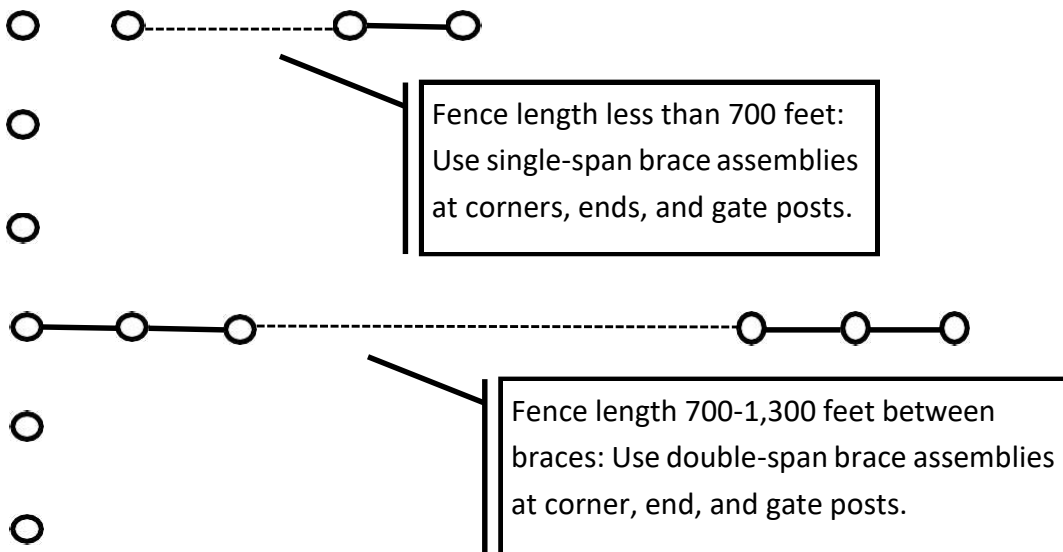 Fence length less than 700 feet:
Use single-span brace assemblies
at corners, ends, and gate posts.
Fence length 700-1,300 feet between
braces: Use double-span brace assemblies
at corner, end, and gate posts.